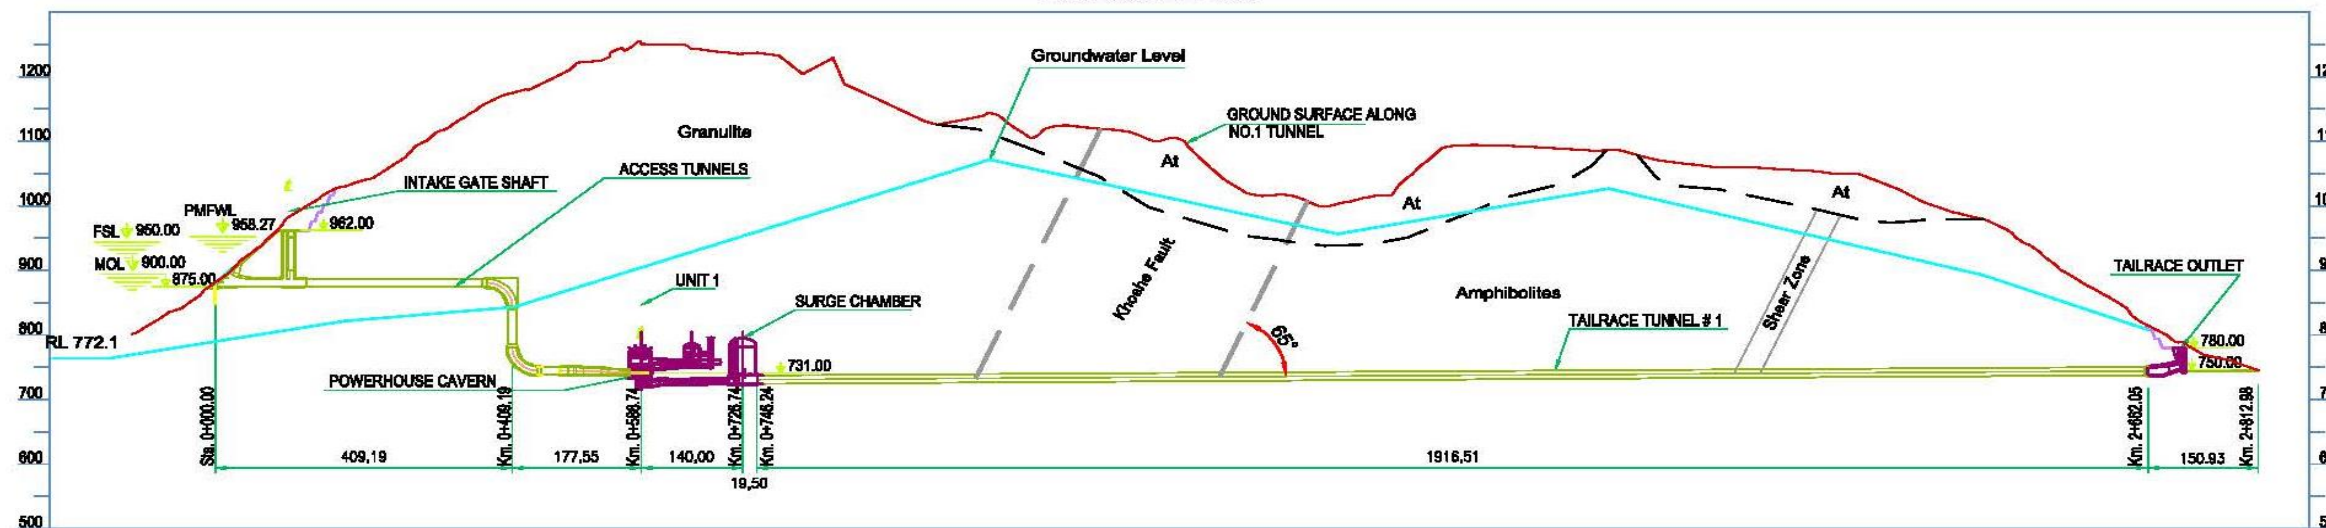 1200
1100
1000
900
800
700
600
500
Groundwater Level
GROUND SURFACE ALONG
NO.1 TUNNEL
Granulite
At
ACCESS TUNNELS
INTAKE GATE SHAFT
At
At
PMFWL
958.27
962.00
FSL
950.00
MOL
900.00
875.00
Khoshe Fault
Shear Zone
TAILRACE OUTLET
UNIT 1
SURGE CHAMBER
Amphibolites
TAILRACE TUNNEL # 1
RL 772.1
65°
780.00
750.00
731.00
POWERHOUSE CAVERN
Sta. 0+000.00
Km. 0+409.19
Km. 0+586.74
Km. 0+726.74
Km. 0+746.24
Km. 2+662.05
Km. 2+812.98
409,19
177,55
140,00
1916,51
150.93
19,50